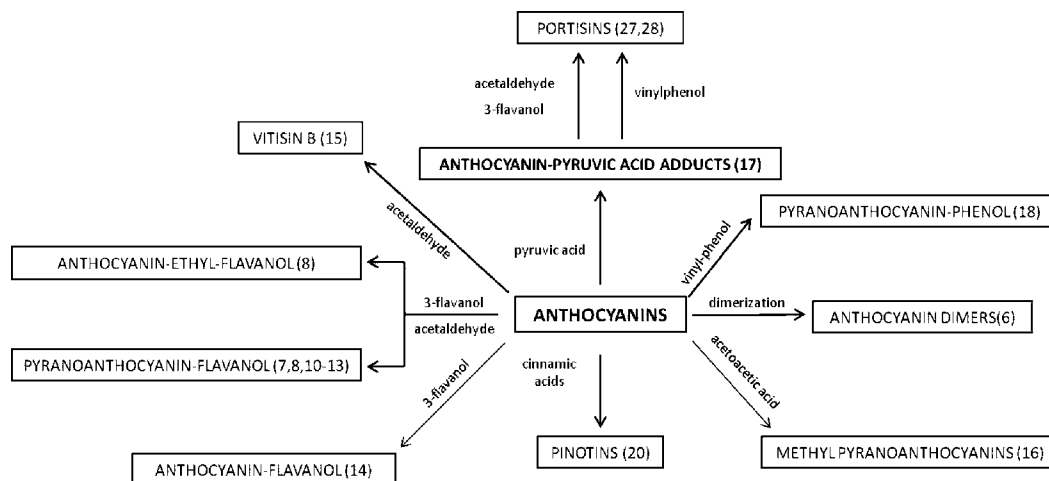 PORTISINS (27,28)
acetaldehyde
3-flavanol
vinylphenol
VITISIN B (15)
ANTHOCYANIN-PYRUVIC ACID ADDUCTS (17)
acetaldehyde
pyruvic acid
vinyl-phenol
PYRANOANTHOCYANIN-PHENOL (18)
ANTHOCYANIN-ETHYL-FLAVANOL (8)
3-flavanol
acetaldehyde
ANTHOCYANINS
dimerization
ANTHOCYANIN DIMERS(6)
PYRANOANTHOCYANIN-FLAVANOL (7,8,10-13)
3-flavanol
cinnamic
acids
acetoacetic acid
ANTHOCYANIN-FLAVANOL (14)
PINOTINS (20)
METHYL PYRANOANTHOCYANINS (16)